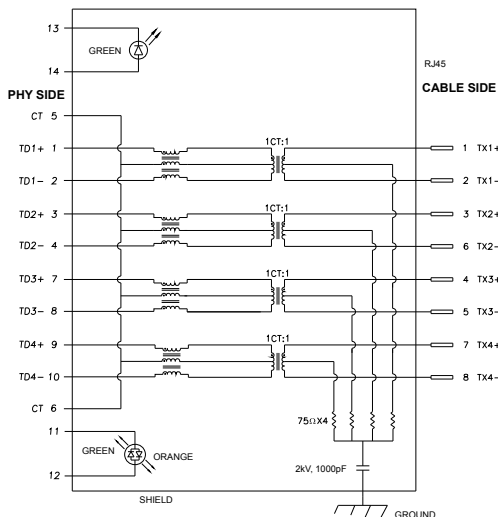 13
GREEN
14
RJ45
PHY SIDE
CABLE SIDE
CT 5
1CT:1
TD1+ 1
1 TX1+
TD1- 2
2 TX1-
1CT:1
TD2+ 3
3 TX2+
TD2- 4
6 TX2-
1CT:1
TD3+ 7
4 TX3+
TD3- 8
5 TX3-
1CT:1
TD4+ 9
7 TX4+
TD4- 10
8 TX4-
CT 6
75ΩX4
11
GREEN
ORANGE
12
2kV, 1000pF
SHIELD
GROUND